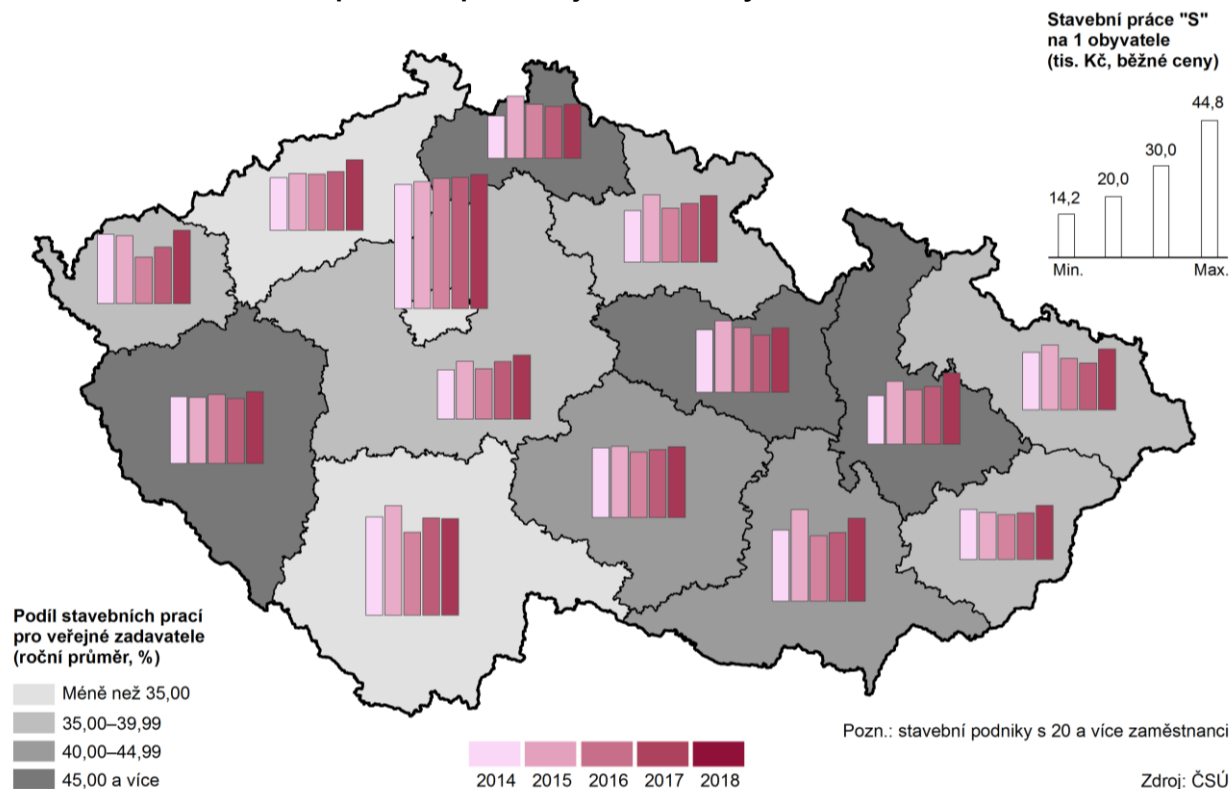 Stavební práce "S"
na 1 obyvatele
(tis. Kč, běžné ceny)
44,8
30,0
20,0
14,2
Min.
Max.
Podíl stavebních prací
pro veřejné zadavatele
(roční průměr, %)
Méně než 35,00
35,00–39,99
40,00–44,99
45,00 a více
2014 2015 2016 2017 2018
Pozn.: stavební podniky s 20 a více zaměstnanci
Zdroj: ČSÚ